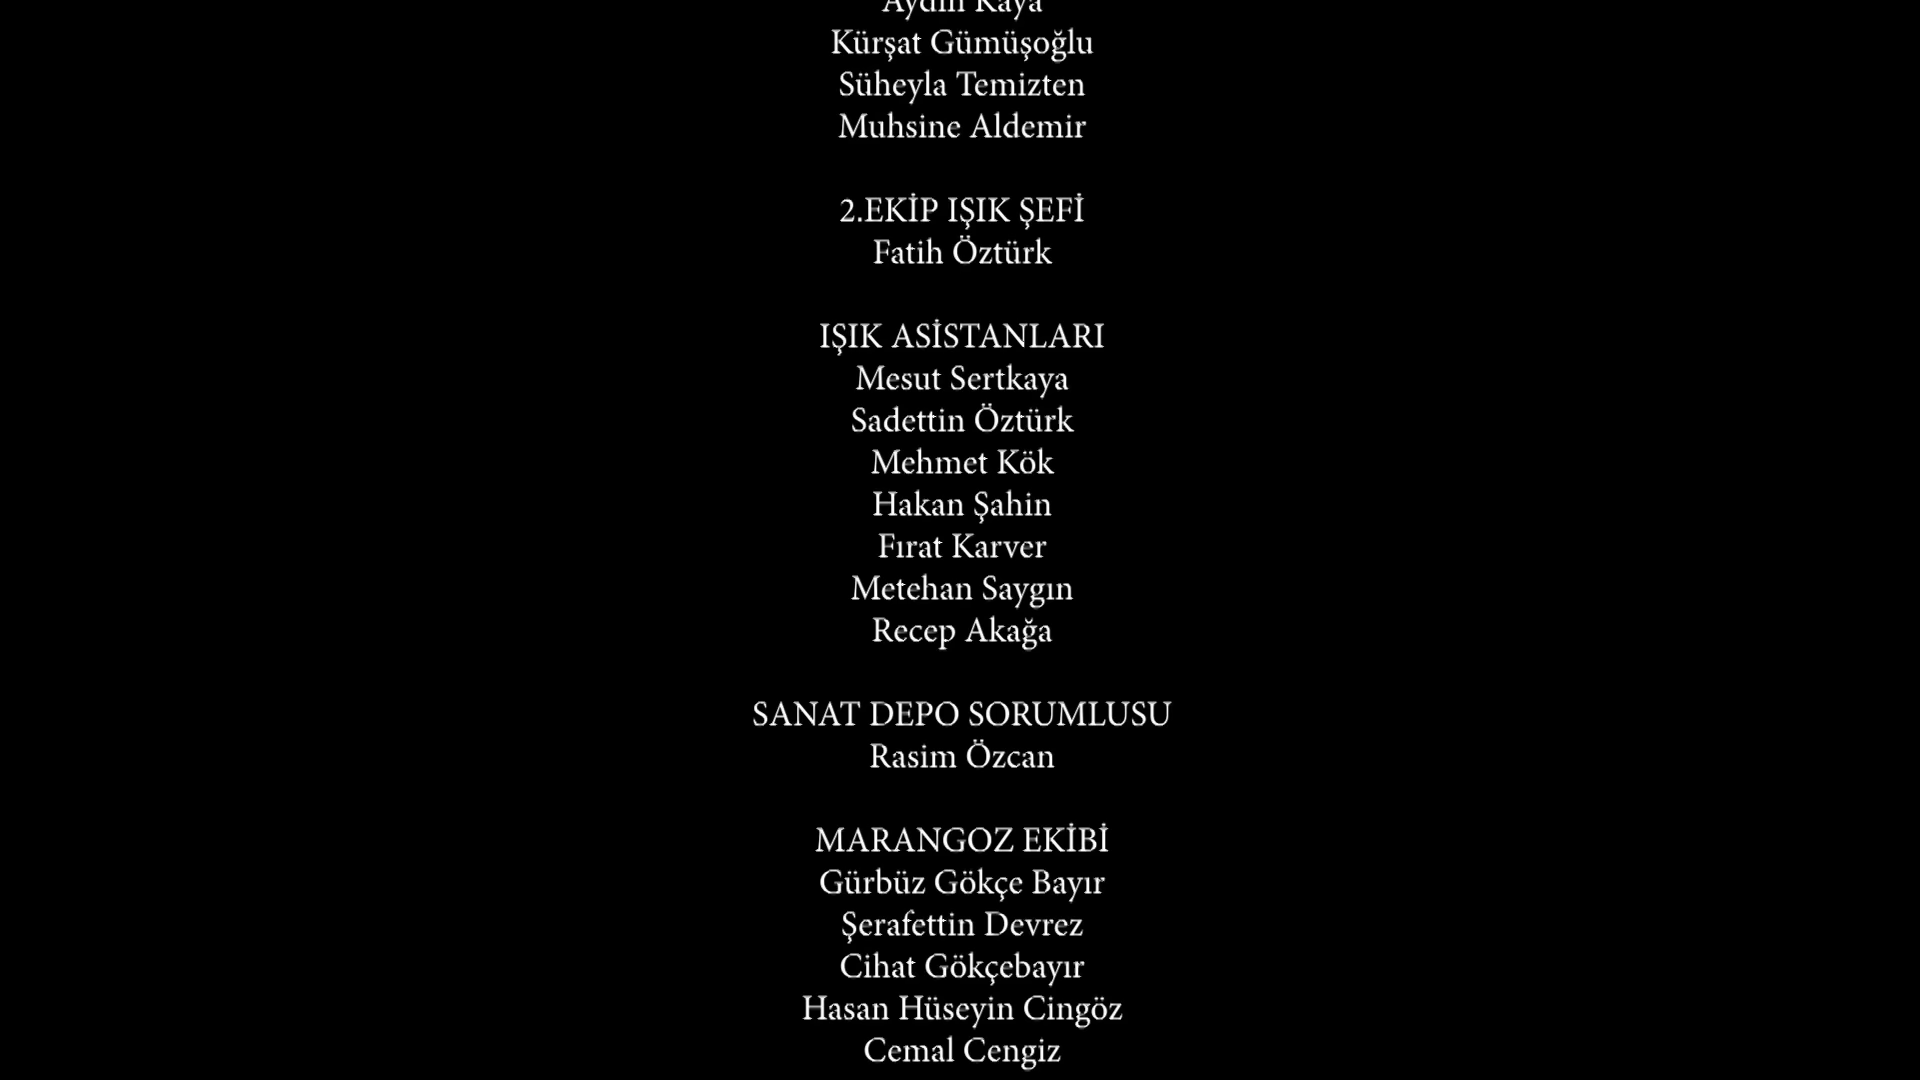 Aydın Kaya
Kürşat Gümüşoğlu
Süheyla Temizten
Muhsine Aldemir
2.EKİP IŞIK ŞEFİ
Fatih Öztürk
IŞIK ASİSTANLARI
Mesut Sertkaya
Sadettin Öztürk
Mehmet Kök
Hakan Şahin
Fırat Karver
Metehan Saygın
Recep Akağa
SANAT DEPO SORUMLUSU
Rasim Özcan
MARANGOZ EKİBİ
Gürbüz Gökçe Bayır
Şerafettin Devrez
Cihat Gökçebayır
Hasan Hüseyin Cingöz
Cemal Cengiz